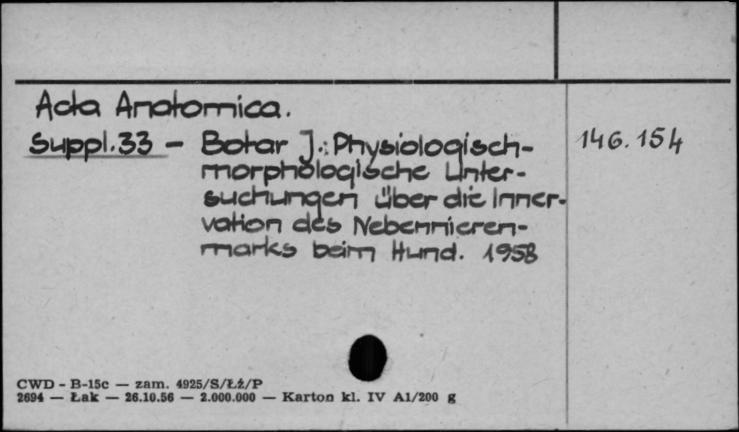 Acta Anatomica.
Suppl.33 - Botar J.: Physiologisch-
morphologische Unter-
suchungen über die Inner-
vation des Nebennieren-
marks beim Hund. 1958
146.154
CWD - B-15c — zam. 4925/S/Łż/P
2694 — Łak — 26.10.56 — 2.000.000 — Karton kl. IV A1/200 g